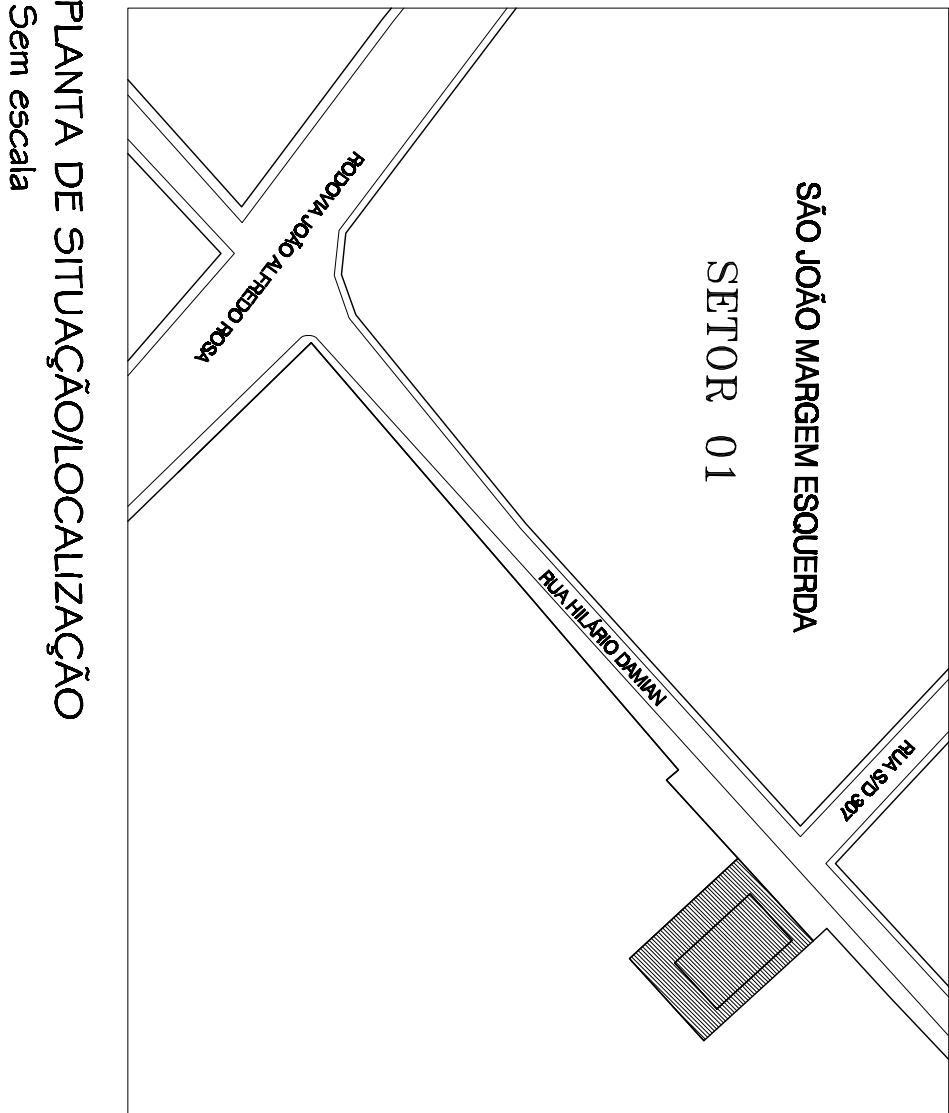 SÃO JOÃO MARGEM ESQUERDA
SETOR 01
RODOVIA JOÃO ALFREDO ROSA
RUA HILÁRIO DAMIAN
RUA S/D 307
PLANTA DE SITUAÇÃO/LOCALIZAÇÃO
Sem escala